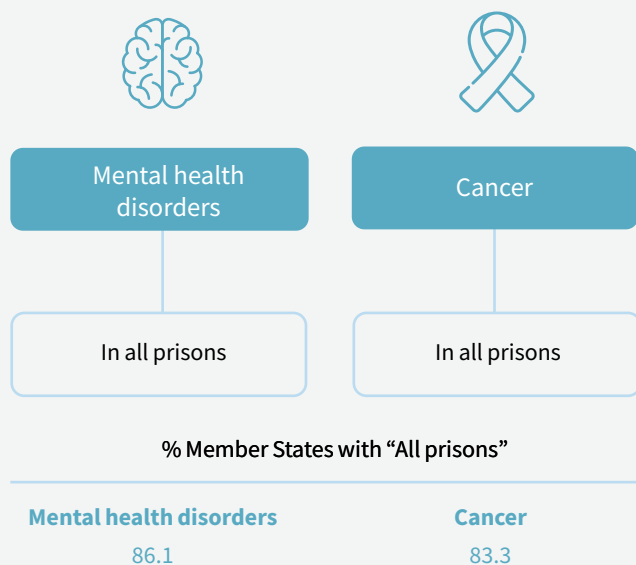 Mental health
disorders
Cancer
In all prisons
In all prisons
% Member States with “All prisons”
Mental health disorders
Cancer
86.1
83.3